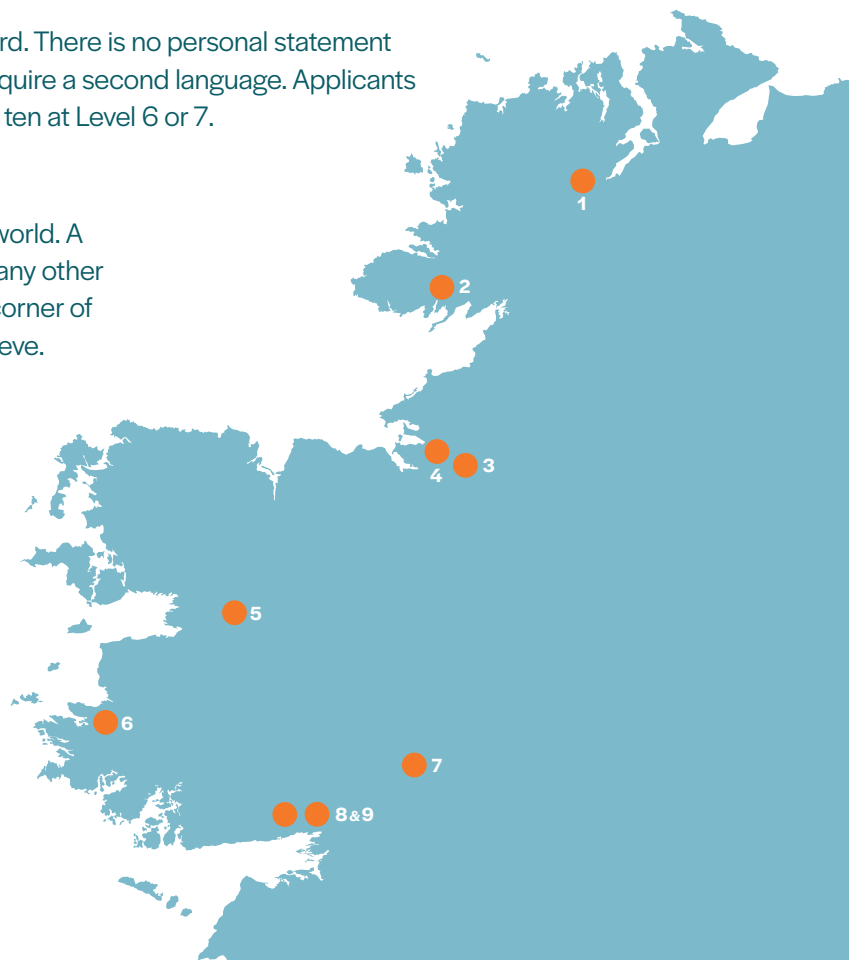 rd. There is no personal statement
quire a second language. Applicants
ten at Level 6 or 7.
world. A
any other
corner of
eve.
1
2
3
4
5
6
7
8&9